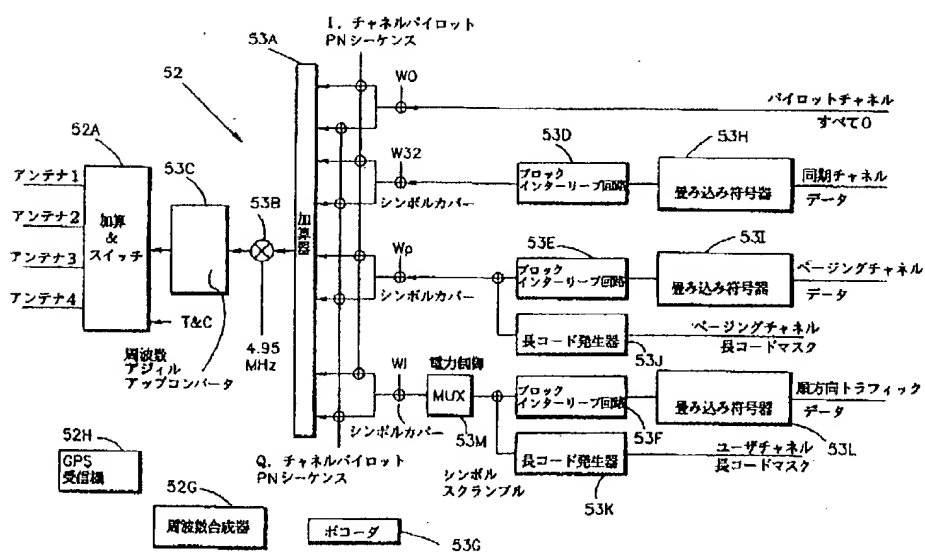 I. チャネルパイロット
PNシーケンス
53A
52
W0
パイロットチャネル
すべて0
52A
53C
53B
W32
53D
53H
アンテナ1
アンテナ2
アンテナ3
アンテナ4
加算
&
スイッチ
T&C
加算器
シンボルカバー
ブロック
インターリーブ回路
畳み込み符号器
同期チャネル
データ
周波数
アジィル
アップコンバータ
4.95
MHz
Wp
シンボルカバー
53E
ブロック
インターリーブ回路
53I
畳み込み符号器
ページングチャネル
データ
長コード発生器
53J
ページングチャネル
長コードマスク
電力制御
Wi
MUX
シンボルカバー
53M
ブロック
インターリーブ回路
53F
畳み込み符号器
53L
順方向トラフィック
データ
長コード発生器
53K
ユーザチャネル
長コードマスク
シンボル
スクランブル
Q. チャネルパイロット
PNシーケンス
52H
GPS
受信機
52G
周波数合成器
ボコーダ
53G